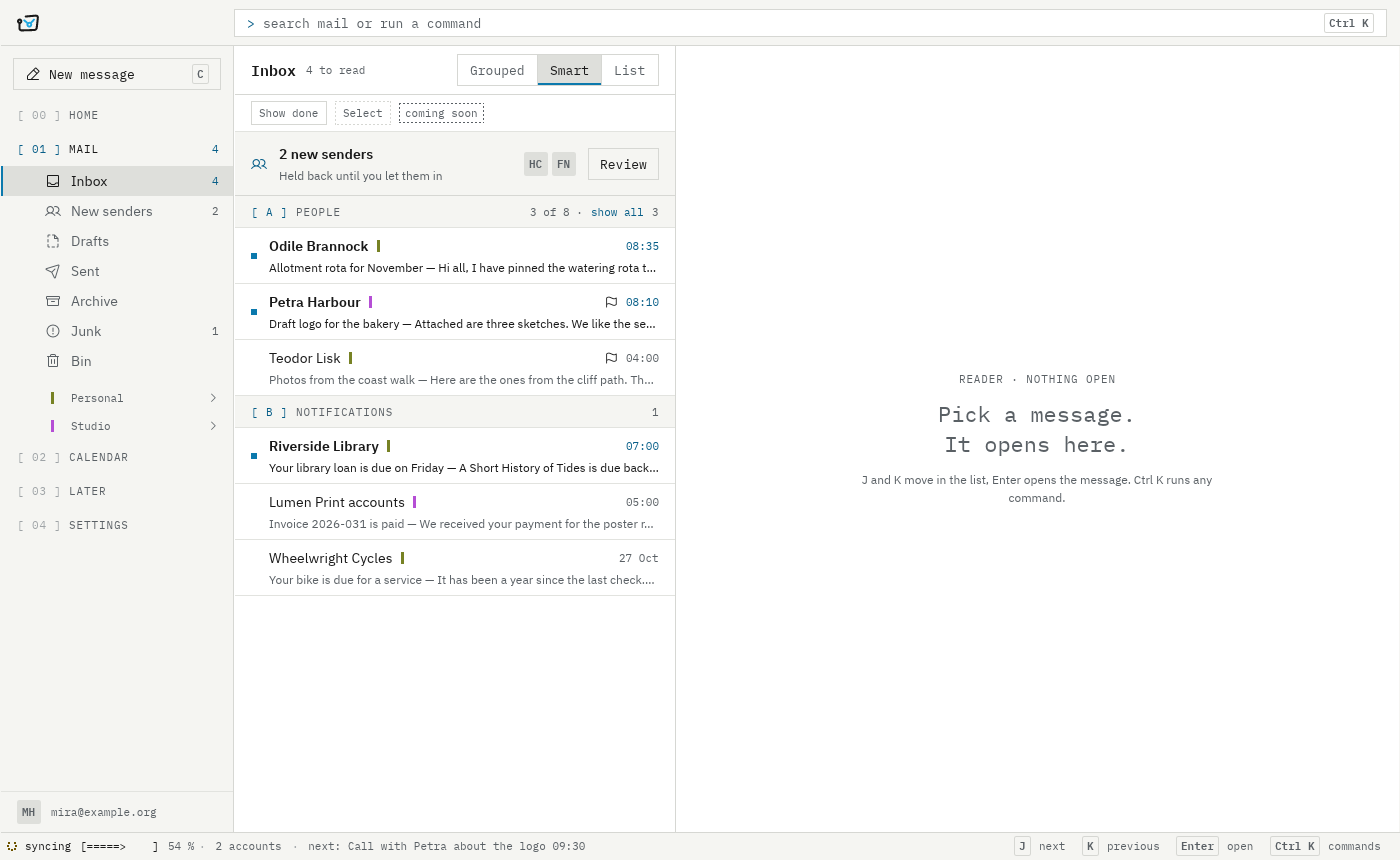 > search mail or run a command Ctrl K
New message C
[ 00 ] HOME
[ 01 ] MAIL 4
Inbox 4
New senders 2
Drafts
Sent
Archive
Junk 1
Bin
Personal
Studio
[ 02 ] CALENDAR
[ 03 ] LATER
[ 04 ] SETTINGS
MH mira@example.org
Inbox 4 to read Grouped Smart List
Show done Select coming soon
2 new senders
Held back until you let them in
HC FN Review
[ A ] PEOPLE 3 of 8 · show all 3
Odile Brannock 08:35
Allotment rota for November — Hi all, I have pinned the watering rota t…
Petra Harbour 08:10
Draft logo for the bakery — Attached are three sketches. We like the se…
Teodor Lisk 04:00
Photos from the coast walk — Here are the ones from the cliff path. Th…
[ B ] NOTIFICATIONS 1
Riverside Library 07:00
Your library loan is due on Friday — A Short History of Tides is due back…
Lumen Print accounts 05:00
Invoice 2026-031 is paid — We received your payment for the poster r…
Wheelwright Cycles 27 Oct
Your bike is due for a service — It has been a year since the last check.…
READER · NOTHING OPEN
Pick a message.
It opens here.
J and K move in the list, Enter opens the message. Ctrl K runs any
command.
syncing [=====> ] 54 % · 2 accounts · next: Call with Petra about the logo 09:30 J next K previous Enter open Ctrl K commands